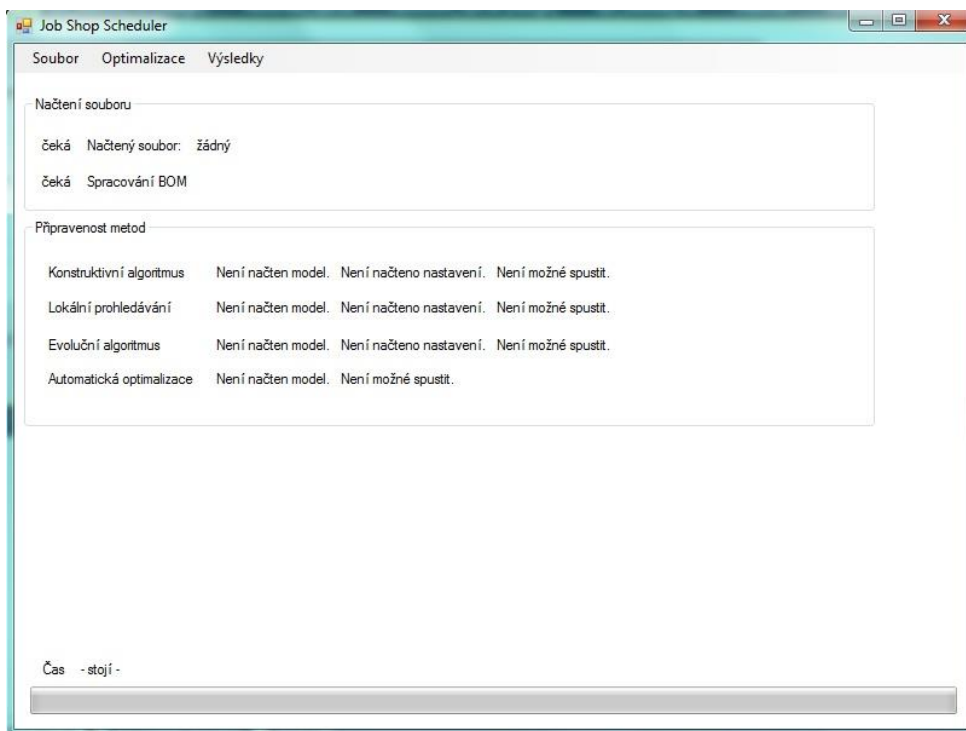 Job Shop Scheduler
Soubor Optimalizace Výsledky
Načtení souboru
čeká Načtený soubor: žádný
čeká Spracování BOM
Připravenost metod
Konstruktivní algoritmus Není načten model. Není načteno nastavení. Není možné spustit.
Lokální prohledávání Není načten model. Není načteno nastavení. Není možné spustit.
Evoluční algoritmus Není načten model. Není načteno nastavení. Není možné spustit.
Automatická optimalizace Není načten model. Není možné spustit.
Čas - stojí -